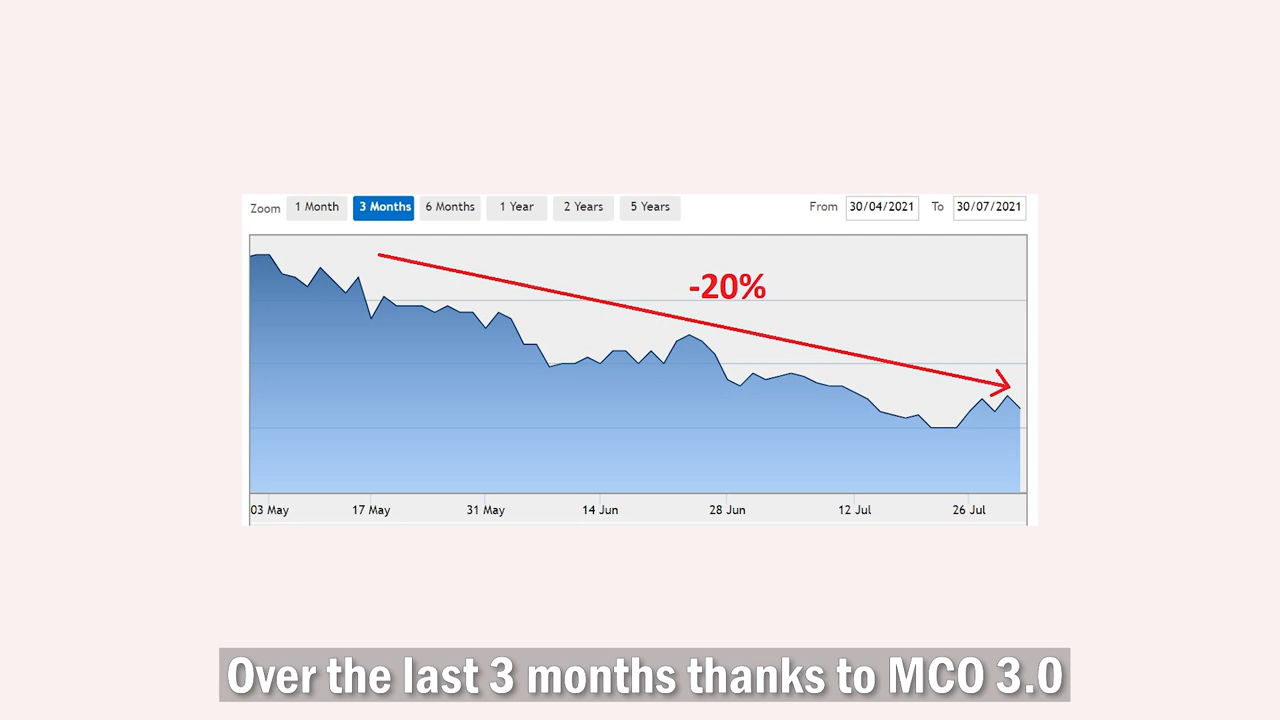 Zoom 1 Month 3 Months 6 Months 1 Year 2 Years 5 Years From 30/04/2021 To 30/07/2021
-20%
03 May 17 May 31 May 14 Jun 28 Jun 12 Jul 26 Jul
Over the last 3 months thanks to MCO 3.0